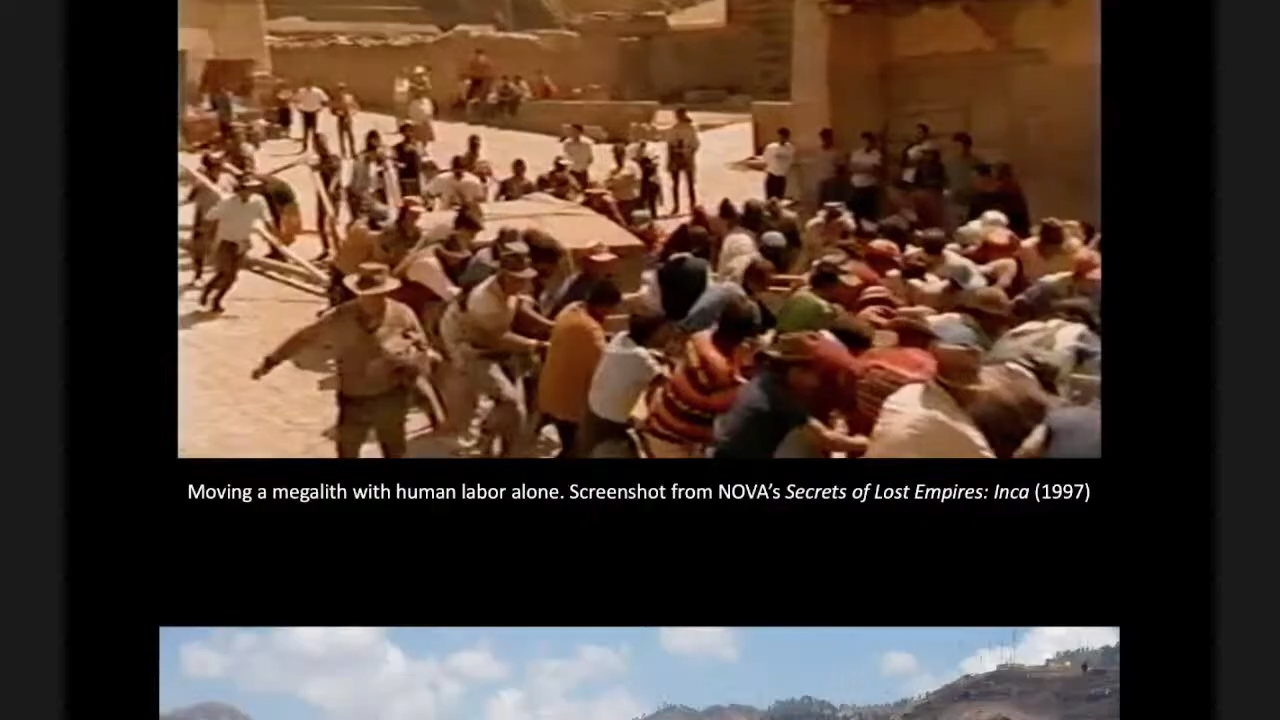 Moving a megalith with human labor alone. Screenshot from NOVA’s Secrets of Lost Empires: Inca (1997)